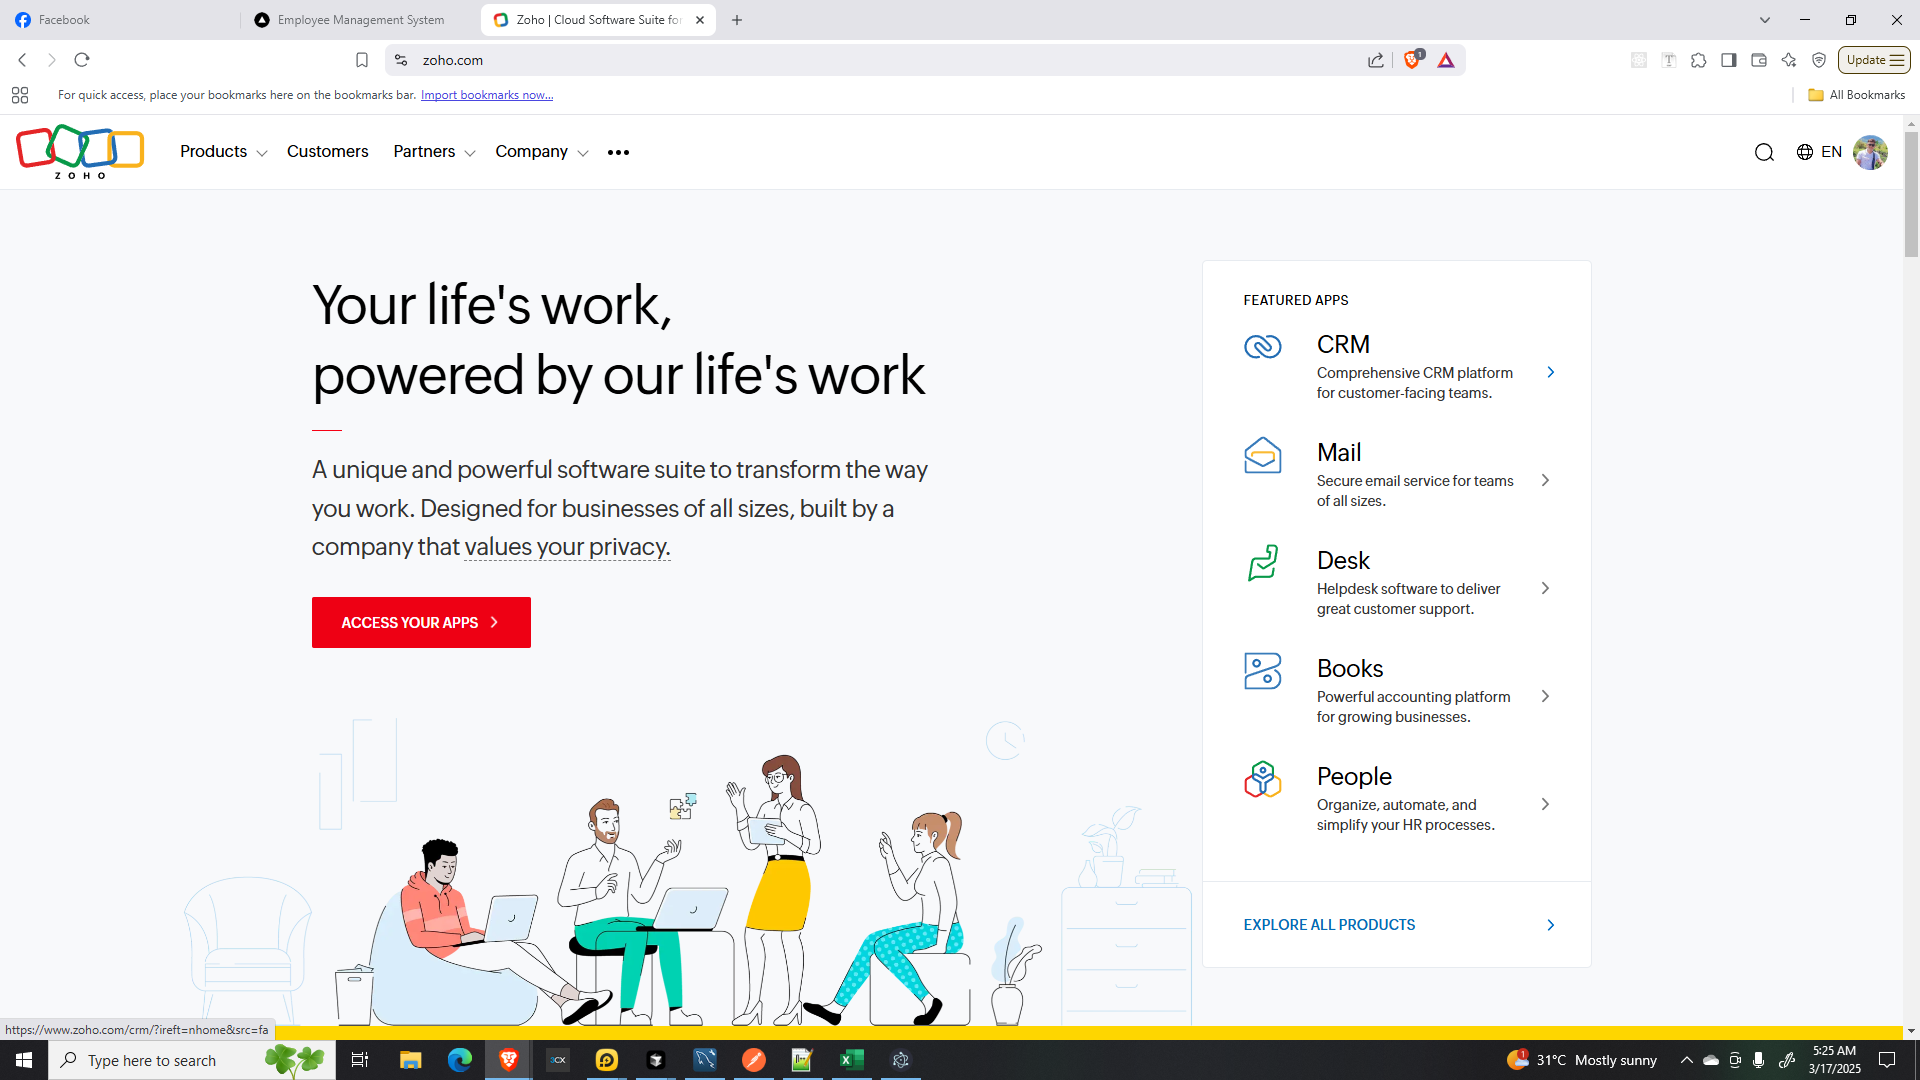 Facebook
Employee Management System
Zoho | Cloud Software Suite for
zoho.com
1
Update
For quick access, place your bookmarks here on the bookmarks bar. Import bookmarks now...
All Bookmarks
ZOHO
Products
Customers
Partners
Company
EN
Your life's work,
powered by our life's work
A unique and powerful software suite to transform the way
you work. Designed for businesses of all sizes, built by a
company that values your privacy.
ACCESS YOUR APPS
FEATURED APPS
CRM
Comprehensive CRM platform
for customer-facing teams.
Mail
Secure email service for teams
of all sizes.
Desk
Helpdesk software to deliver
great customer support.
Books
Powerful accounting platform
for growing businesses.
People
Organize, automate, and
simplify your HR processes.
EXPLORE ALL PRODUCTS
https://www.zoho.com/crm/?ireft=nhome&src=fa
Type here to search
1
31°C Mostly sunny
5:25 AM
3/17/2025